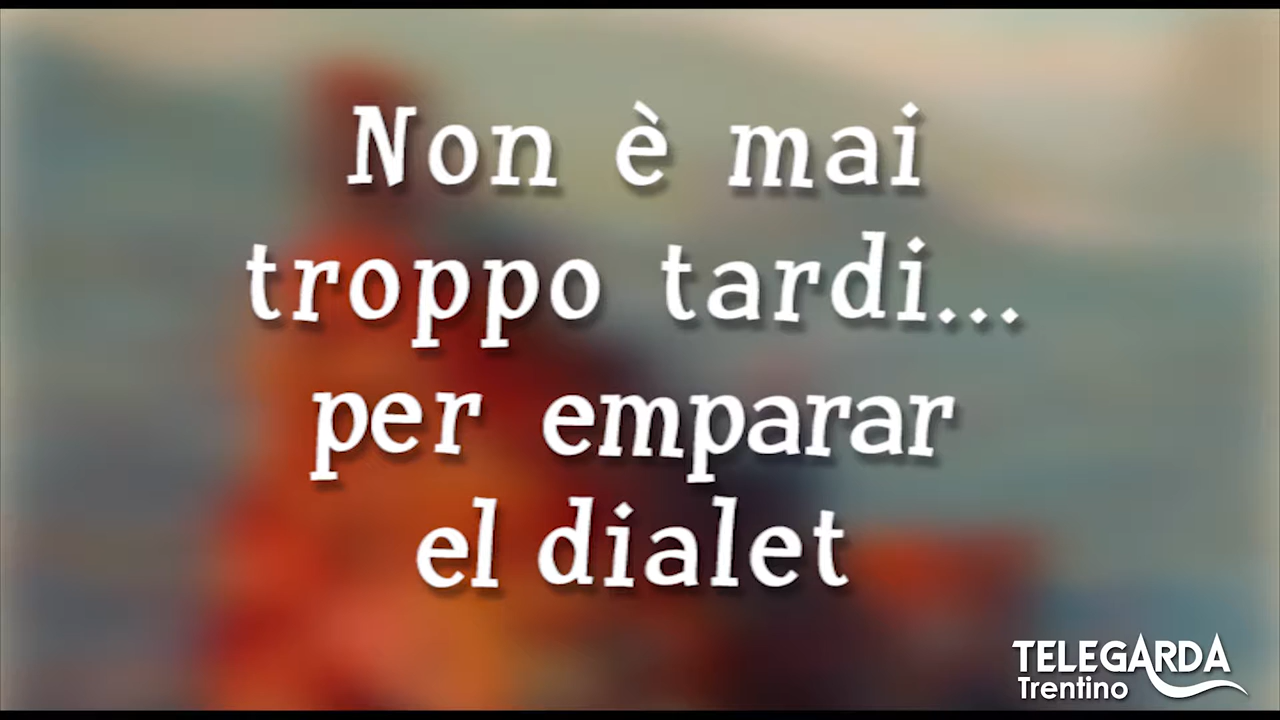 Non è mai
troppo tardi...
per emparar
el dialet
TELEGARDA
Trentino